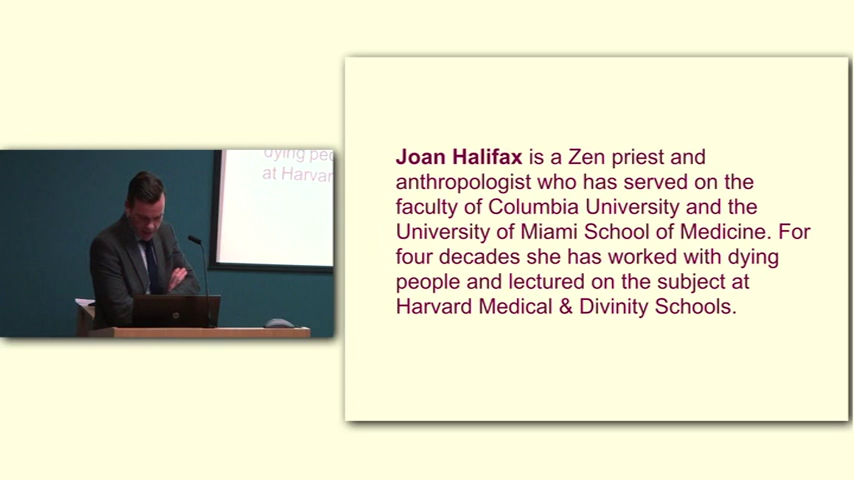 dying
at Harvar
Joan Halifax is a Zen priest and
anthropologist who has served on the
faculty of Columbia University and the
University of Miami School of Medicine. For
four decades she has worked with dying
people and lectured on the subject at
Harvard Medical & Divinity Schools.